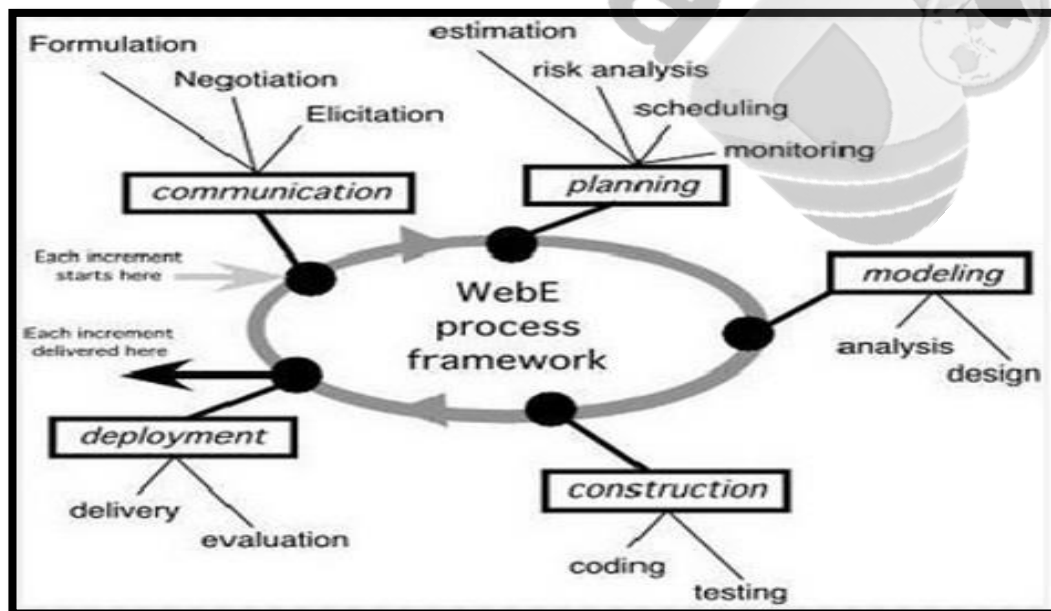 Formulation
Negotiation
Elicitation
communication
estimation
risk analysis
scheduling
monitoring
planning
Each increment
starts here
WebE
process
framework
modeling
analysis
design
Each increment
delivered here
deployment
delivery
evaluation
construction
coding
testing